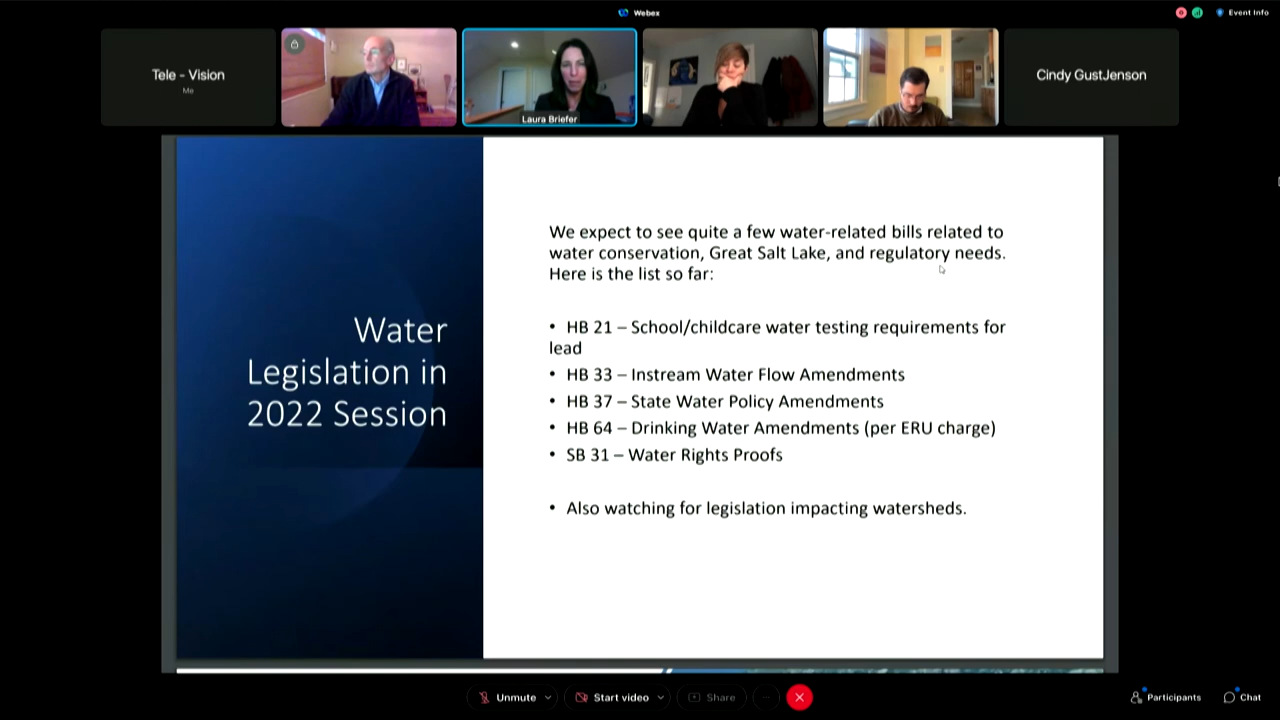 Webex
Event Info
Tele - Vision
Me
Laura Briefer
Cindy GustJenson
Water
Legislation in
2022 Session
We expect to see quite a few water-related bills related to
water conservation, Great Salt Lake, and regulatory needs.
Here is the list so far:
• HB 21 – School/childcare water testing requirements for
lead
• HB 33 – Instream Water Flow Amendments
• HB 37 – State Water Policy Amendments
• HB 64 – Drinking Water Amendments (per ERU charge)
• SB 31 – Water Rights Proofs
• Also watching for legislation impacting watersheds.
Unmute
Start video
Share
Participants
Chat